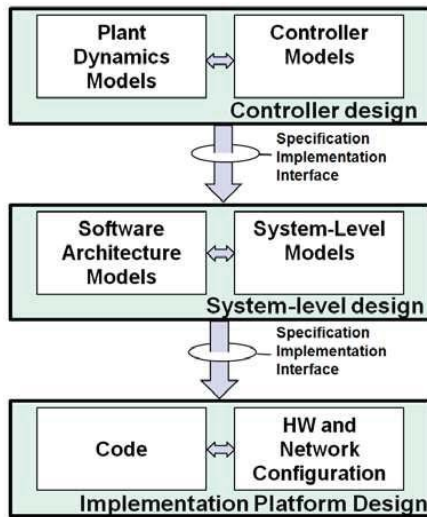 Plant
Dynamics
Models
Controller
Models
Controller design
Specification
Implementation
Interface
Software
Architecture
Models
System-Level
Models
System-level design
Specification
Implementation
Interface
Code
HW and
Network
Configuration
Implementation Platform Design